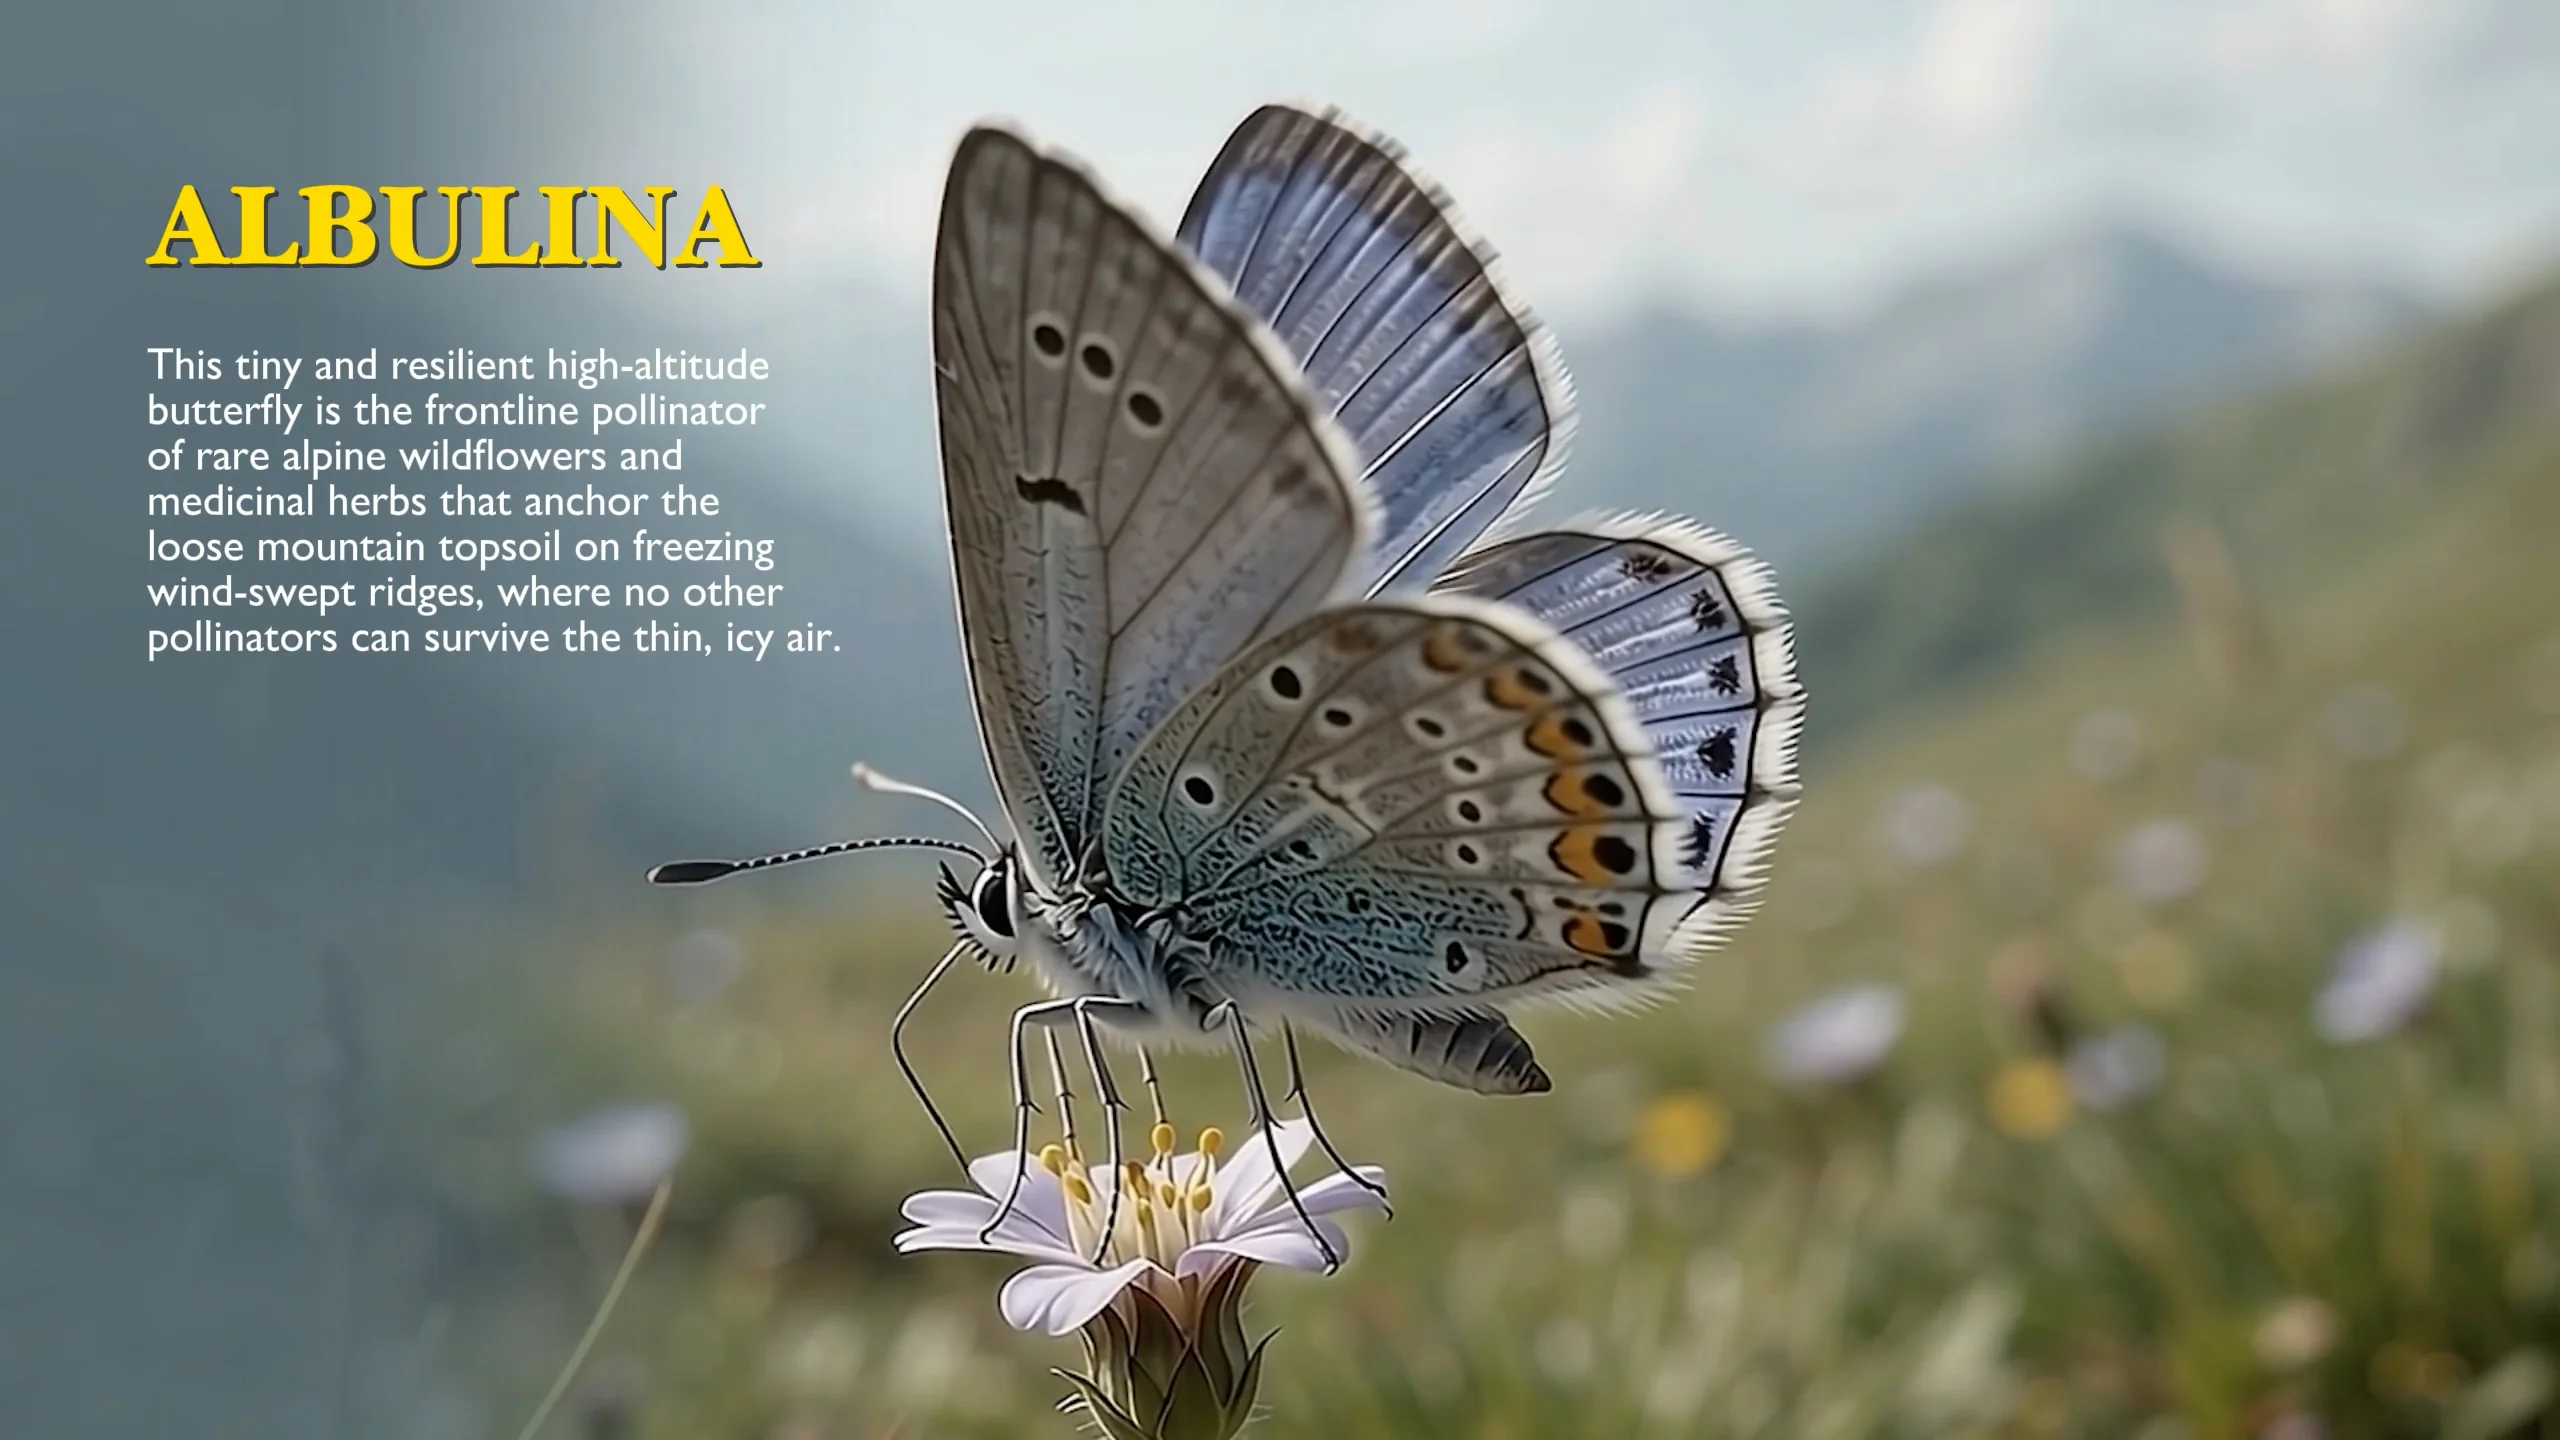 ALBULINA
This tiny and resilient high-altitude
butterfly is the frontline pollinator
of rare alpine wildflowers and
medicinal herbs that anchor the
loose mountain topsoil on freezing
wind-swept ridges, where no other
pollinators can survive the thin, icy air.